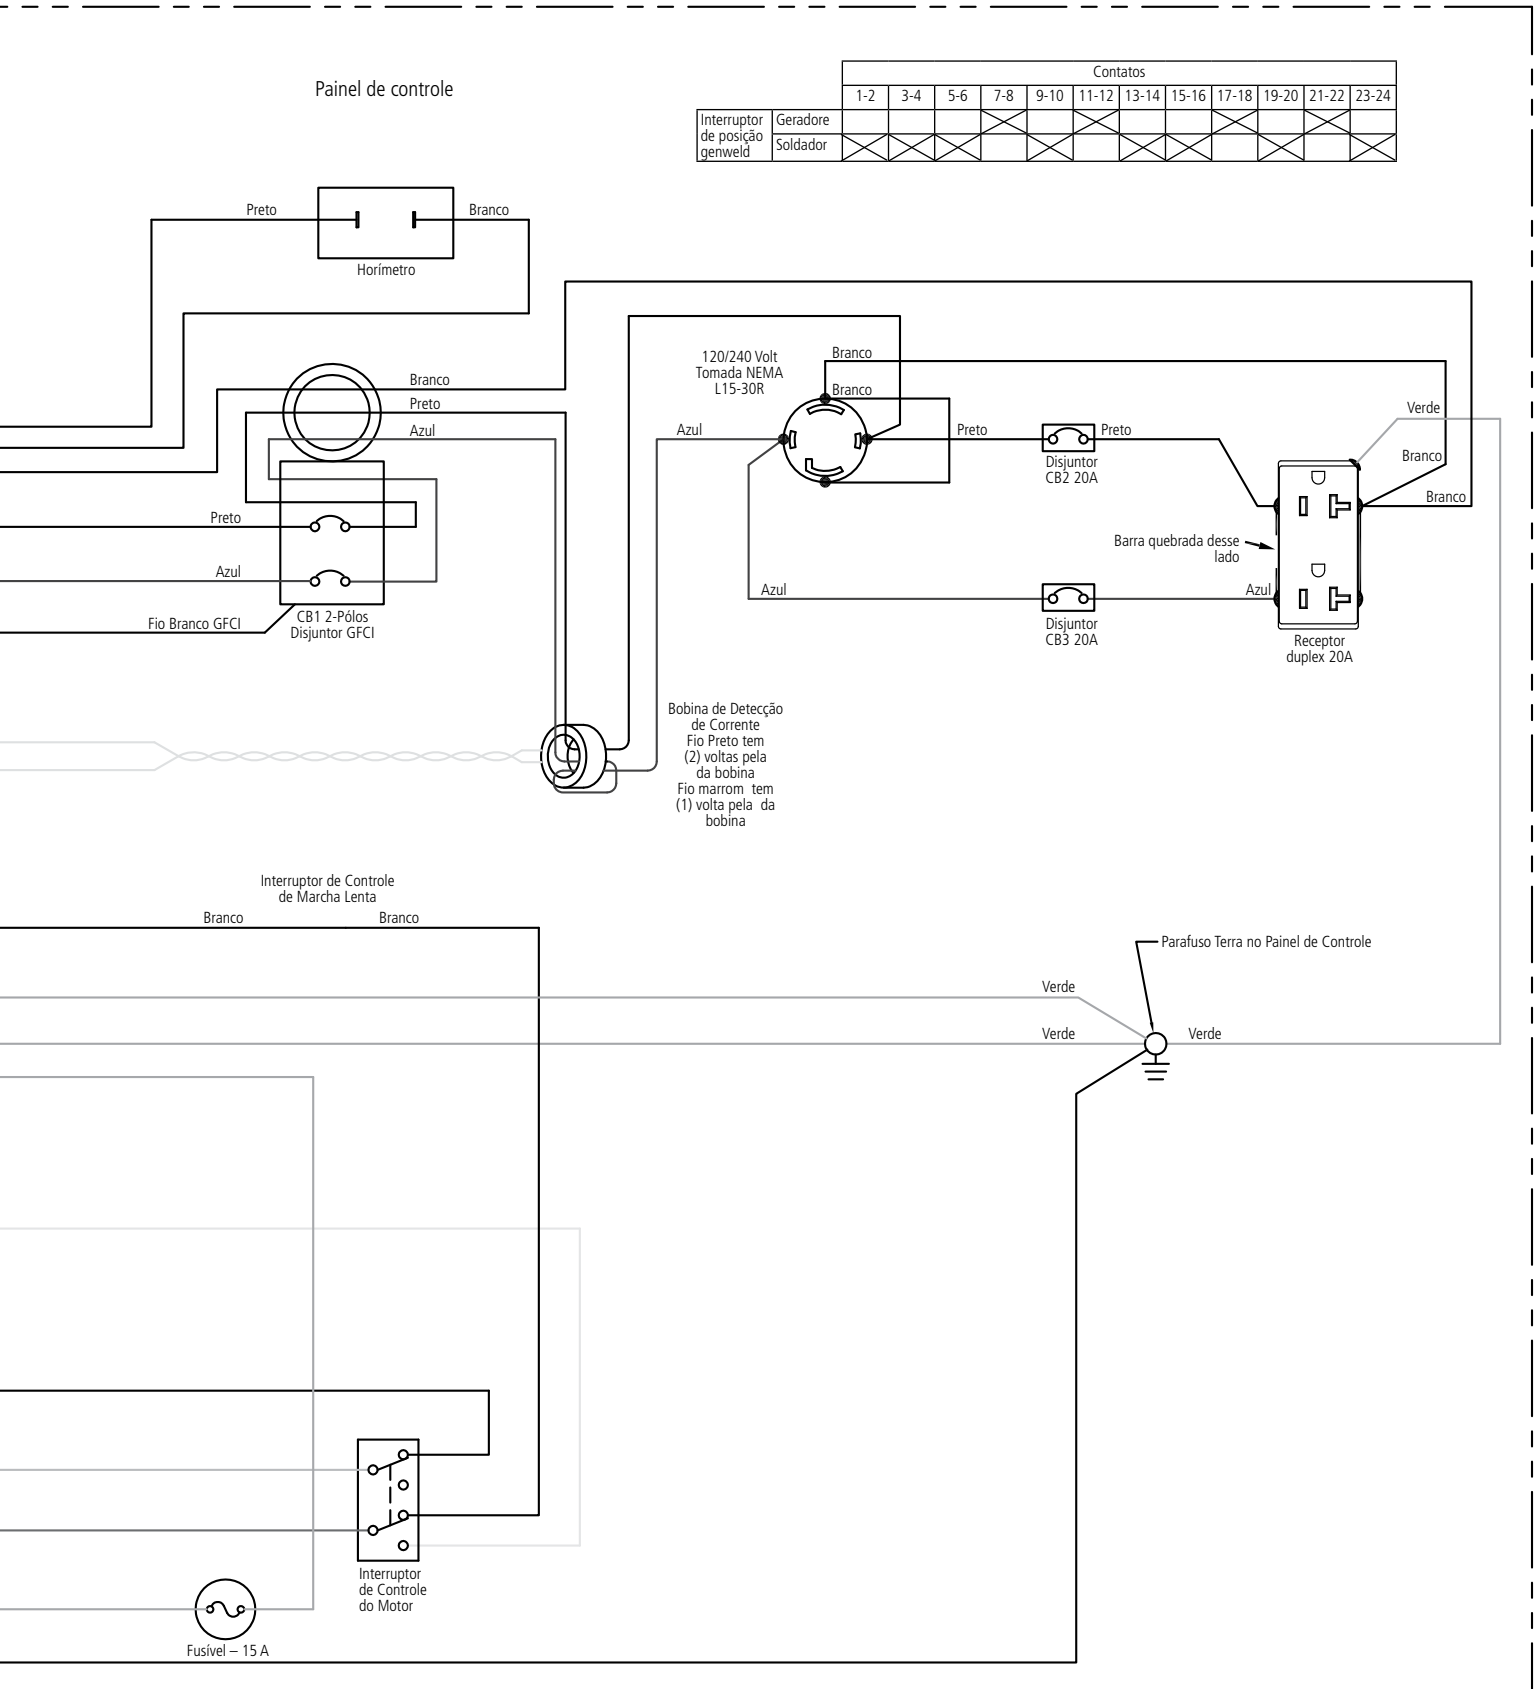 Painel de controle
Contatos
1-2 3-4 5-6 7-8 9-10 11-12 13-14 15-16 17-18 19-20 21-22 23-24
Interruptor
de posição
genweld
Geradore
Soldador
Preto
Branco
Horímetro
Branco
Preto
Azul
Preto
Azul
Fio Branco GFCI
CB1 2-Pólos
Disjuntor GFCI
120/240 Volt
Tomada NEMA
L15-30R
Branco
Branco
Azul
Preto
Preto
Disjuntor
CB2 20A
Verde
Branco
Branco
Barra quebrada desse
lado
Azul
Azul
Disjuntor
CB3 20A
Receptor
duplex 20A
Bobina de Detecção
de Corrente
Fio Preto tem
(2) voltas pela
da bobina
Fio marrom tem
(1) volta pela da
bobina
Interruptor de Controle
de Marcha Lenta
Branco
Branco
Parafuso Terra no Painel de Controle
Verde
Verde
Verde
Interruptor
de Controle
do Motor
Fusível – 15 A